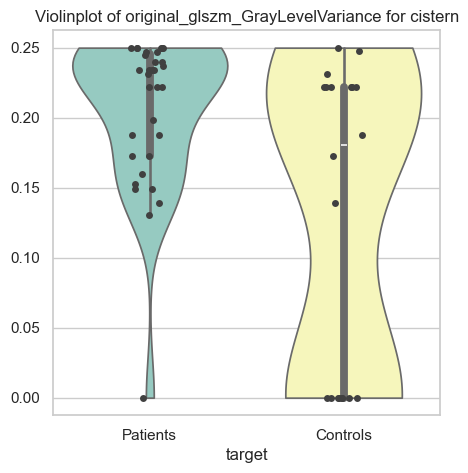 Violinplot of original_glszm_GrayLevelVariance for cistern
0.25
0.20
0.15
0.10
0.05
0.00
Patients
Controls
target